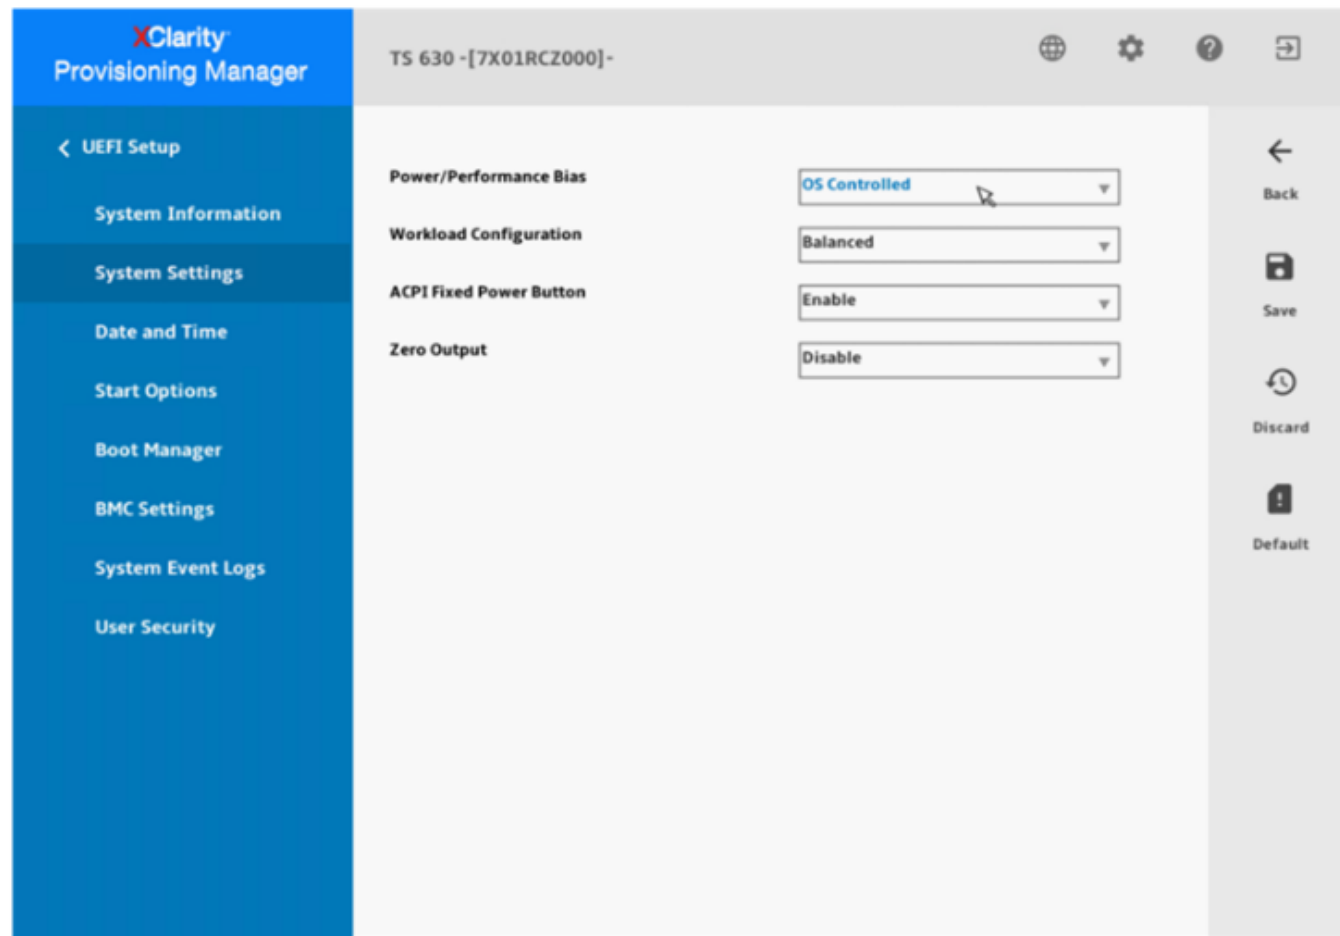 XClarity
Provisioning Manager
TS 630 -[7X01RCZ000]-
UEFI Setup
System Information
System Settings
Date and Time
Start Options
Boot Manager
BMC Settings
System Event Logs
User Security
Power/Performance Bias
OS Controlled
Workload Configuration
Balanced
ACPI Fixed Power Button
Enable
Zero Output
Disable
Back
Save
Discard
Default